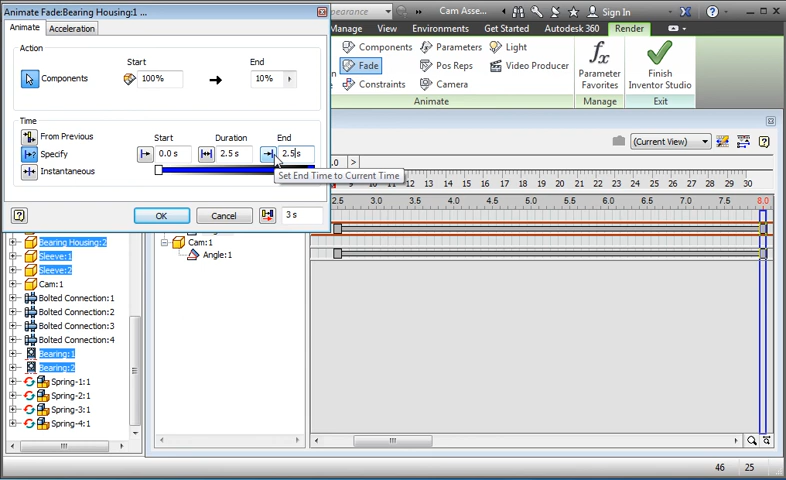 Animate Fade:Bearing Housing:1 ...
Cam Asse
Sign In
Animate
Acceleration
Manage
View
Environments
Get Started
Autodesk 360
Render
Action
Components
Start
100%
End
10%
Components
Parameters
Light
Fade
Pos Reps
Video Producer
Constraints
Camera
Parameter
Favorites
Finish
Inventor Studio
Animate
Manage
Exit
Time
From Previous
Specify
Instantaneous
Start
Duration
End
0.0 s
2.5 s
2.5 s
Set End Time to Current Time
(Current View)
.0
OK
Cancel
3 s
13 14 15 16 17 18 19 20 21 22 23 24 25 26 27 28 29 30
2.5 3.0 3.5 4.0 4.5 5.0 5.5 6.0 6.5 7.0 7.5 8.0
Bearing Housing:2
Sleeve:1
Sleeve:2
Cam:1
Bolted Connection:1
Bolted Connection:2
Bolted Connection:3
Bolted Connection:4
Bearing:1
Bearing:2
Spring-1:1
Spring-2:1
Spring-3:1
Spring-4:1
Cam:1
Angle:1
46
25